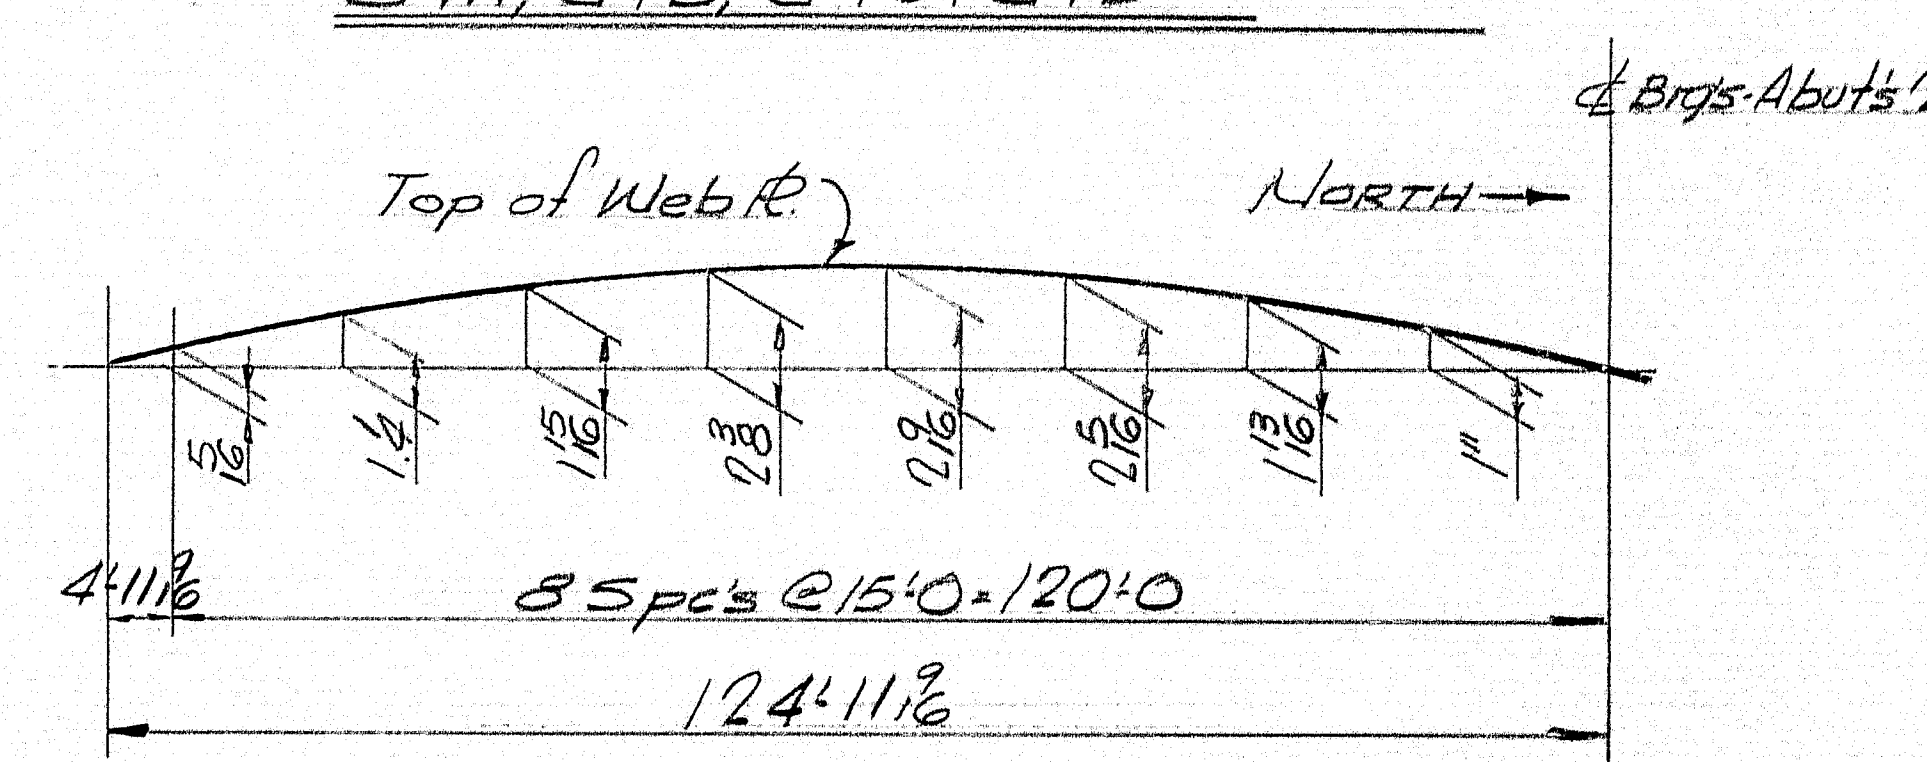 ℄ Brg's. Abut's
Top of Web ℄.
NORTH
5/16
1 1/4
1 15/16
2 3/8
2 9/16
2 5/16
1 13/16
1"
4'-11 9/16
8 Spc's @ 15'-0 = 120'-0
124'-11 9/16